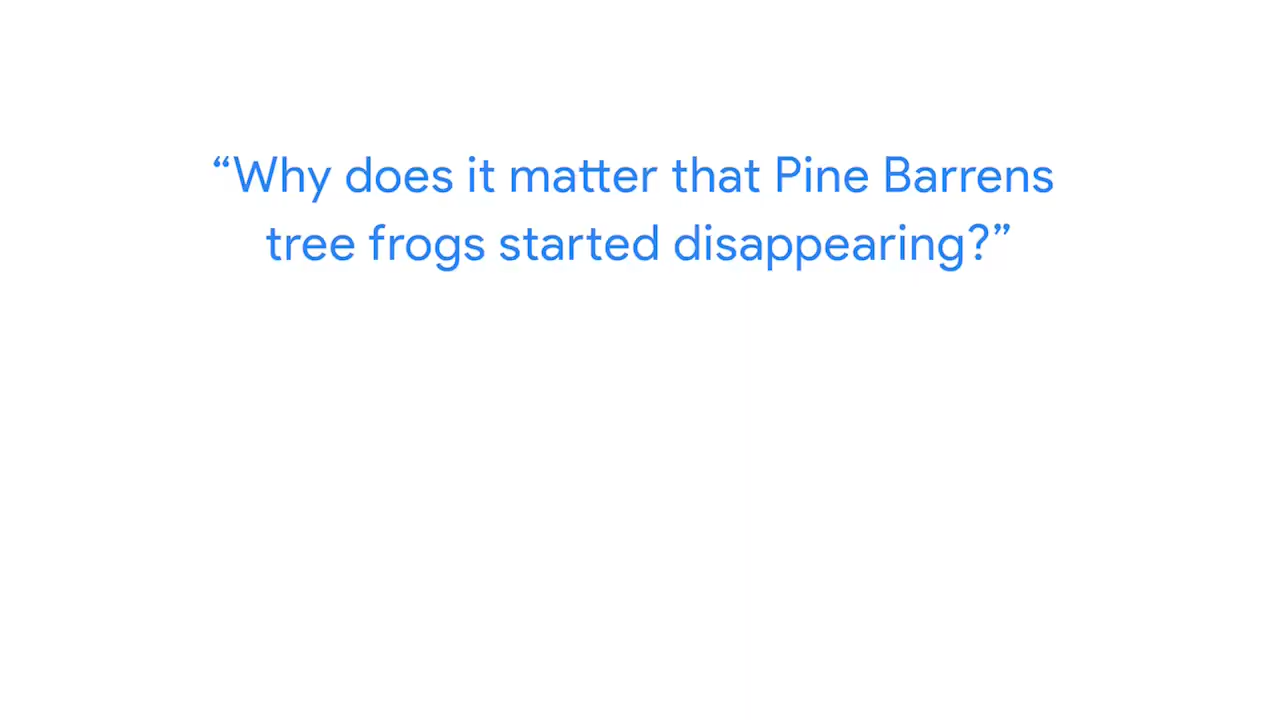 “Why does it matter that Pine Barrens
tree frogs started disappearing?”